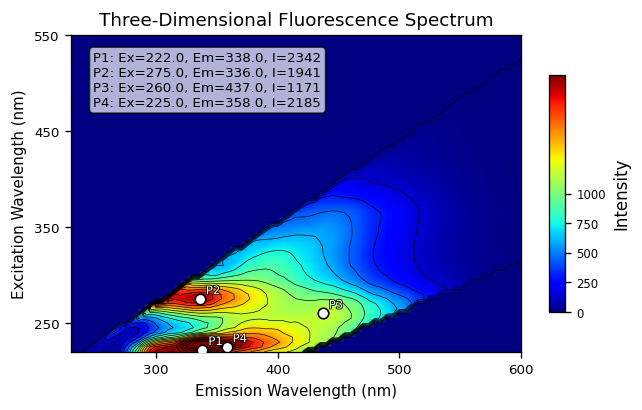 Three-Dimensional Fluorescence Spectrum
P1: Ex=222.0, Em=338.0, I=2342
P2: Ex=275.0, Em=336.0, I=1941
P3: Ex=260.0, Em=437.0, I=1171
P4: Ex=225.0, Em=358.0, I=2185
550
450
350
250
Excitation Wavelength (nm)
P2
P3
P1
P4
300
400
500
600
Emission Wavelength (nm)
1000
750
500
250
0
Intensity